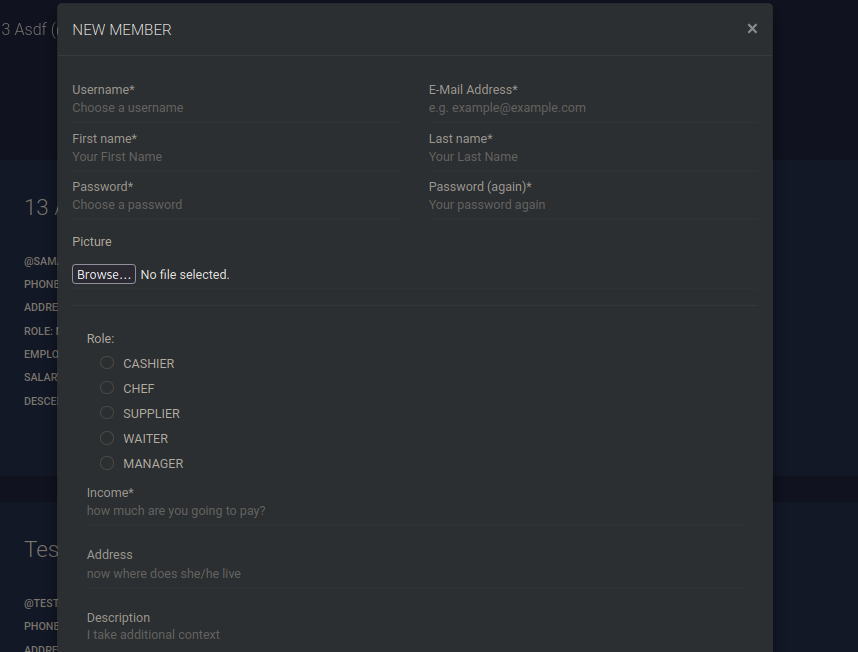 3 Asdf (
NEW MEMBER ×
Username* E-Mail Address*
Choose a username e.g. example@example.com
First name* Last name*
Your First Name Your Last Name
Password* Password (again)*
Choose a password Your password again
13
Picture
@SAM
Browse... No file selected.
PHONE
ADDRE
ROLE:
Role:
EMPLO
CASHIER
SALAR
CHEF
DESCE
SUPPLIER
WAITER
MANAGER
Income*
how much are you going to pay?
Tes
Address
now where does she/he live
@TEST
Description
PHONE
I take additional context
ADDRE